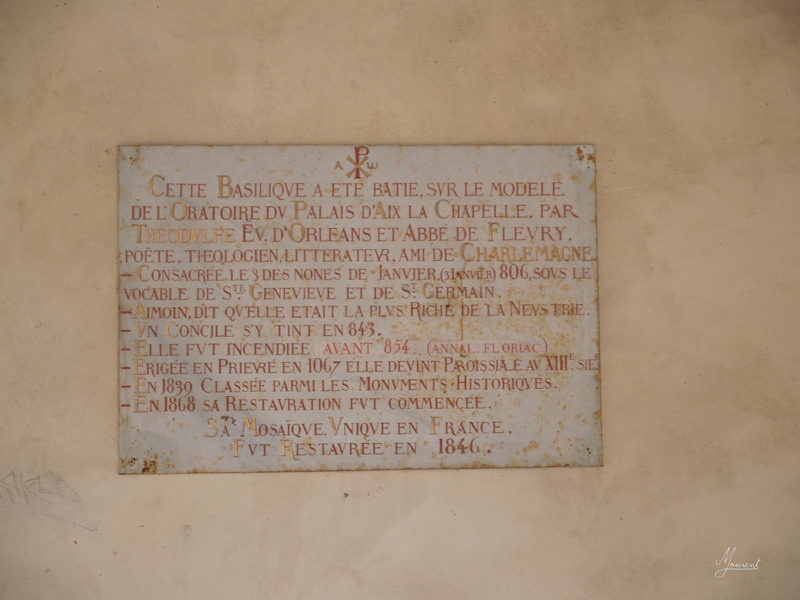 A ☧ ω
CETTE BASILIQVE A ETE BATIE, SVR LE MODELE
DE L'ORATOIRE DV PALAIS D'AIX LA CHAPELLE, PAR
THEODVLFE EV. D'ORLEANS ET ABBÉ DE FLEVRY,
POËTE, THEOLOGIEN, LITTERATEVR, AMI DE CHARLEMAGNE.
- CONSACRÉE LE 3 DES NONES DE JANVIER, (3 JANVIER) 806, SOVS LE
VOCABLE DE STE GENEVIEVE ET DE ST GERMAIN.
- AIMOIN, DIT QV'ELLE ETAIT LA PLVS RICHE DE LA NEVSTRIE.
- VN CONCILE S'Y TINT EN 843.
- ELLE FVT INCENDIÉE AVANT 854. (ANNAL. FLORIAC.)
- ERIGÉE EN PRIEVRÉ EN 1067 ELLE DEVINT PAROISSIALE AV XIIIE SIE
- EN 1839 CLASSÉE PARMI LES MONVMENTS HISTORIQVES.
- EN 1868 SA RESTAVRATION FVT COMMENCÉE.
SA MOSAÏQVE, VNIQVE EN FRANCE,
FVT RESTAVRÉE EN 1846.